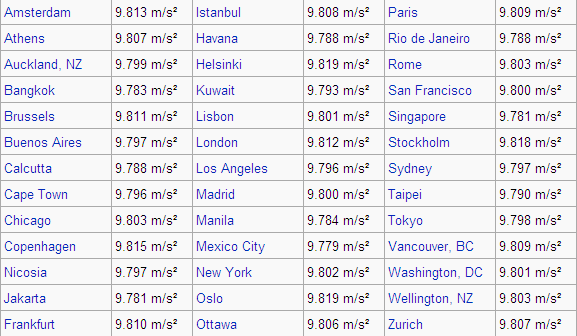 Amsterdam 9.813 m/s² Istanbul 9.808 m/s² Paris 9.809 m/s²
Athens 9.807 m/s² Havana 9.788 m/s² Rio de Janeiro 9.788 m/s²
Auckland, NZ 9.799 m/s² Helsinki 9.819 m/s² Rome 9.803 m/s²
Bangkok 9.783 m/s² Kuwait 9.793 m/s² San Francisco 9.800 m/s²
Brussels 9.811 m/s² Lisbon 9.801 m/s² Singapore 9.781 m/s²
Buenos Aires 9.797 m/s² London 9.812 m/s² Stockholm 9.818 m/s²
Calcutta 9.788 m/s² Los Angeles 9.796 m/s² Sydney 9.797 m/s²
Cape Town 9.796 m/s² Madrid 9.800 m/s² Taipei 9.790 m/s²
Chicago 9.803 m/s² Manila 9.784 m/s² Tokyo 9.798 m/s²
Copenhagen 9.815 m/s² Mexico City 9.779 m/s² Vancouver, BC 9.809 m/s²
Nicosia 9.797 m/s² New York 9.802 m/s² Washington, DC 9.801 m/s²
Jakarta 9.781 m/s² Oslo 9.819 m/s² Wellington, NZ 9.803 m/s²
Frankfurt 9.810 m/s² Ottawa 9.806 m/s² Zurich 9.807 m/s²